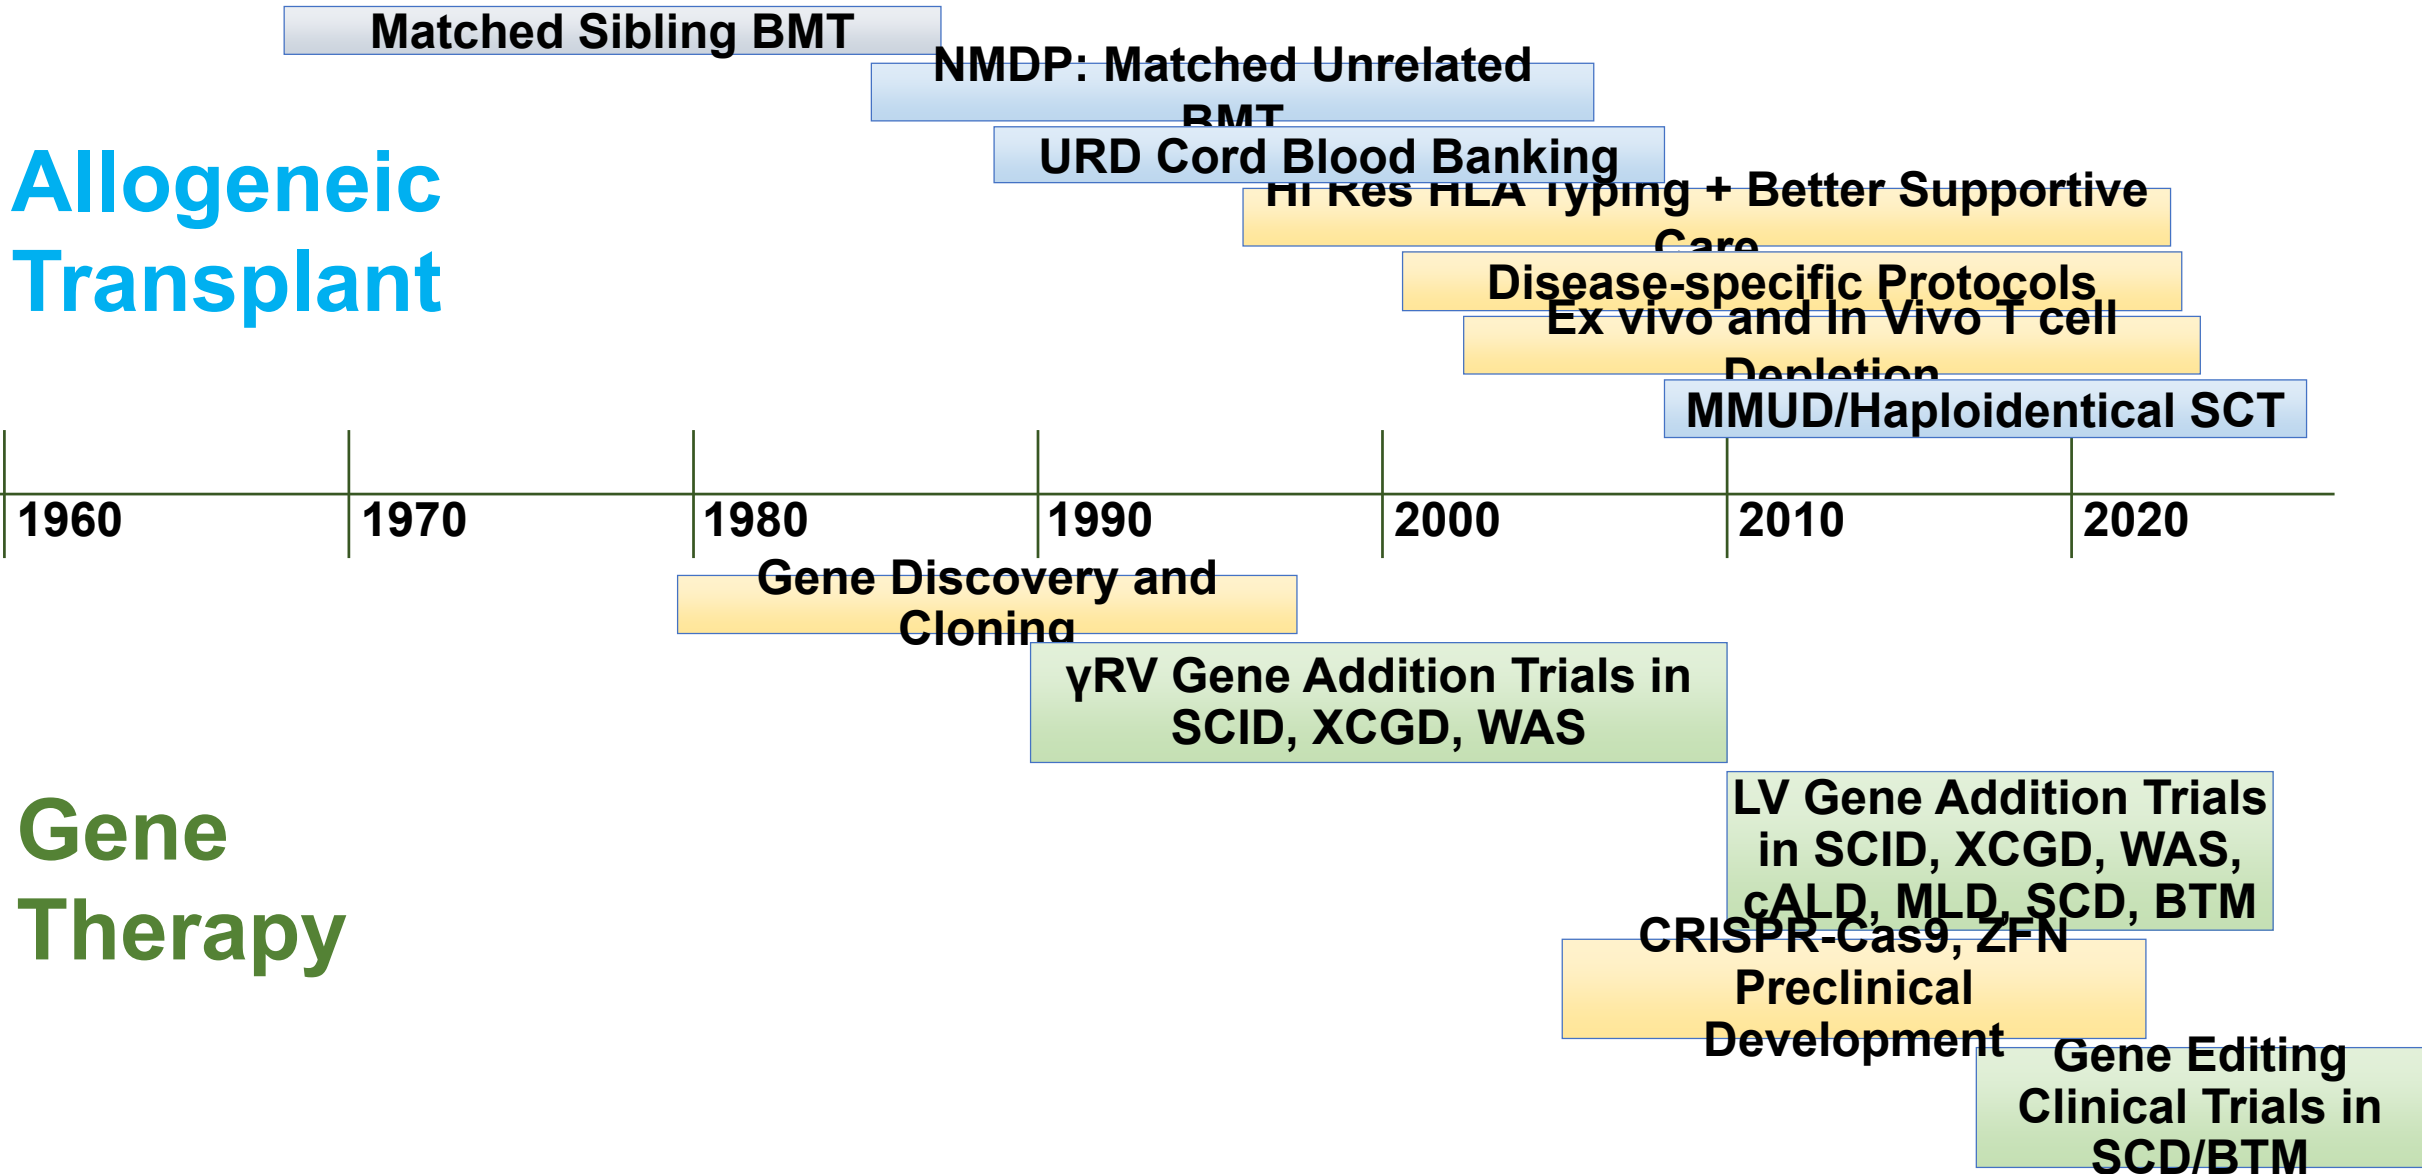 Matched Sibling BMT
NMDP: Matched Unrelated
BMT
URD Cord Blood Banking
Hi Res HLA Typing + Better Supportive
Care
Disease-specific Protocols
Ex vivo and In Vivo T cell
Depletion
MMUD/Haploidentical SCT
Allogeneic
Transplant
1960
1970
1980
1990
2000
2010
2020
Gene Discovery and
Cloning
γRV Gene Addition Trials in
SCID, XCGD, WAS
LV Gene Addition Trials
in SCID, XCGD, WAS,
cALD, MLD, SCD, BTM
Gene
Therapy
CRISPR-Cas9, ZFN
Preclinical
Development
Gene Editing
Clinical Trials in
SCD/BTM